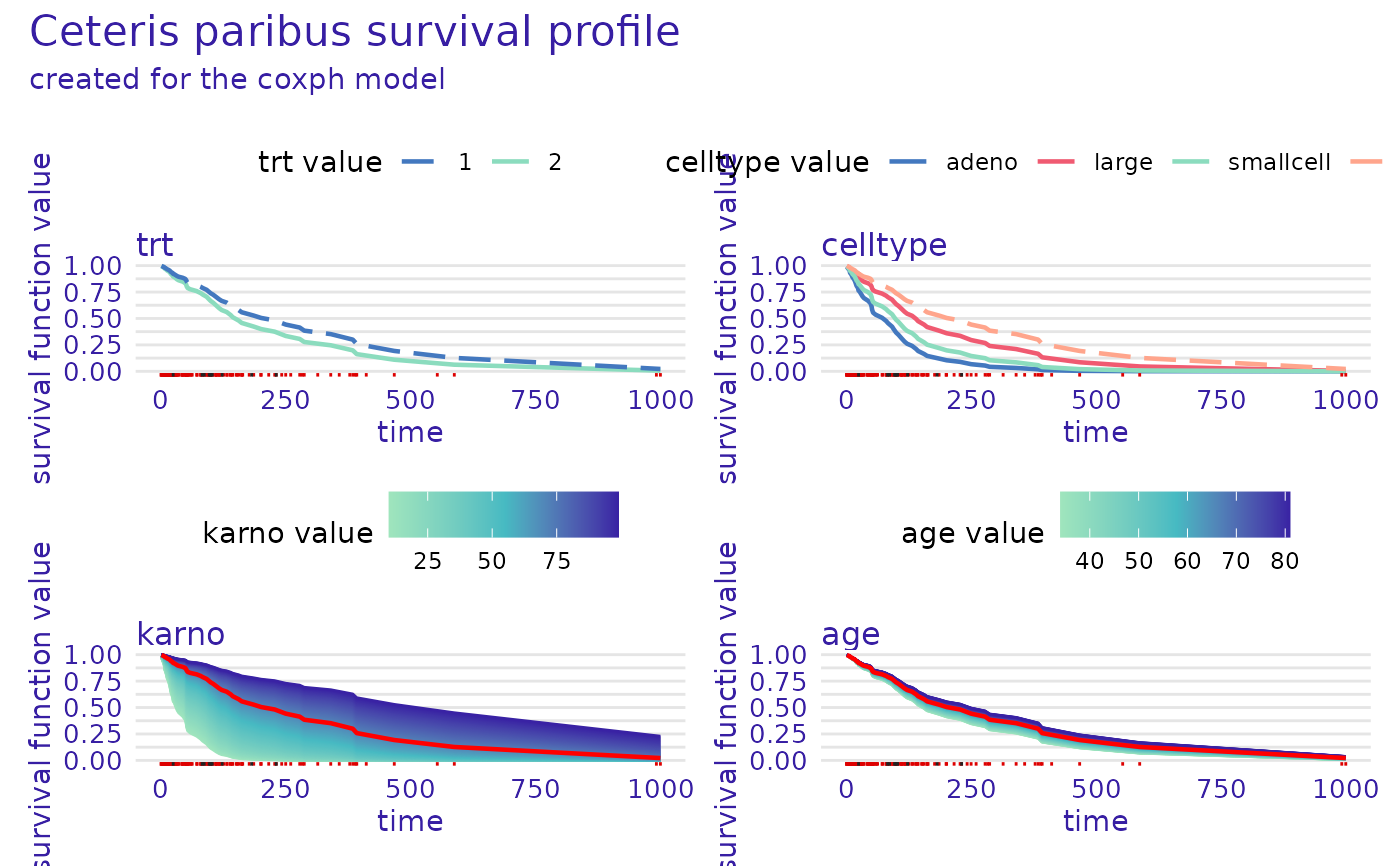 Ceteris paribus survival profile
created for the coxph model
trt value 1 2
celltype value adeno large smallcell
survival function value
trt
1.00
0.75
0.50
0.25
0.00
0 250 500 750 1000
time
survival function value
celltype
1.00
0.75
0.50
0.25
0.00
0 250 500 750 1000
time
karno value
25 50 75
age value
40 50 60 70 80
survival function value
karno
1.00
0.75
0.50
0.25
0.00
0 250 500 750 1000
time
survival function value
age
1.00
0.75
0.50
0.25
0.00
0 250 500 750 1000
time